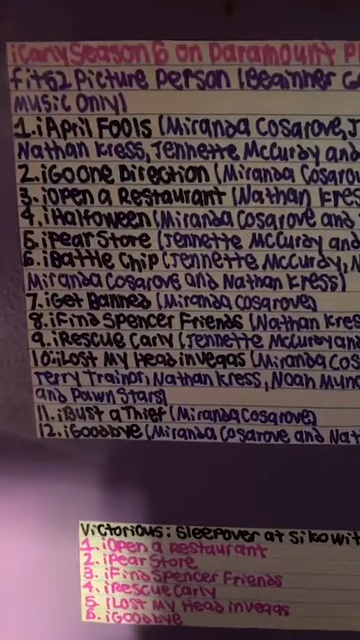 iCarly Season 6 on Paramount P
fits2 Picture Person (Beginner
Music Only)
1.iApril Fools (Miranda Cosgrove, J
Nathan Kress, Jennette McCurdy and
2.iGo One Direction (Miranda Cosgro
3.iOpen a Restaurant (Nathan Kres
4.iHalloween (Miranda Cosgrove and
5.iPear Store (Jennette McCurdy and
6.iBattle Chip (Jennette McCurdy, N
Miranda Cosgrove and Nathan Kress)
7.iGet Banned (Miranda Cosgrove)
8.iFind Spencer Friends (Nathan Kres
9.iRescue Carly (Jennette McCurdy and
10.iLost My Head in Vegas (Miranda Cos
Terry Trainor, Nathan Kress, Noah Mun
and Pawn Stars)
11.iBust a Thief (Miranda Cosgrove)
12.iGoodbye (Miranda Cosgrove and Nat
Victorious: Sleepover at Sikowit
1. iOpen a Restaurant
2. iPear Store
3. iFind Spencer Friends
4. iRescue Carly
5 iLost My Head in Vegas
6. iGoodbye